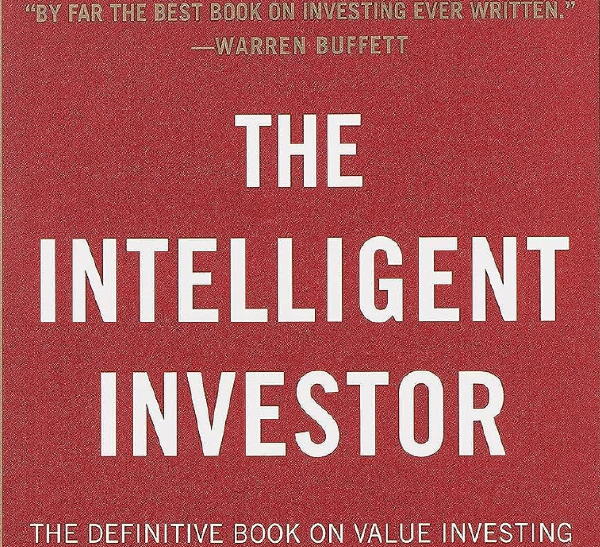 “BY FAR THE BEST BOOK ON INVESTING EVER WRITTEN.”
—WARREN BUFFETT
THE
INTELLIGENT
INVESTOR
THE DEFINITIVE BOOK ON VALUE INVESTING